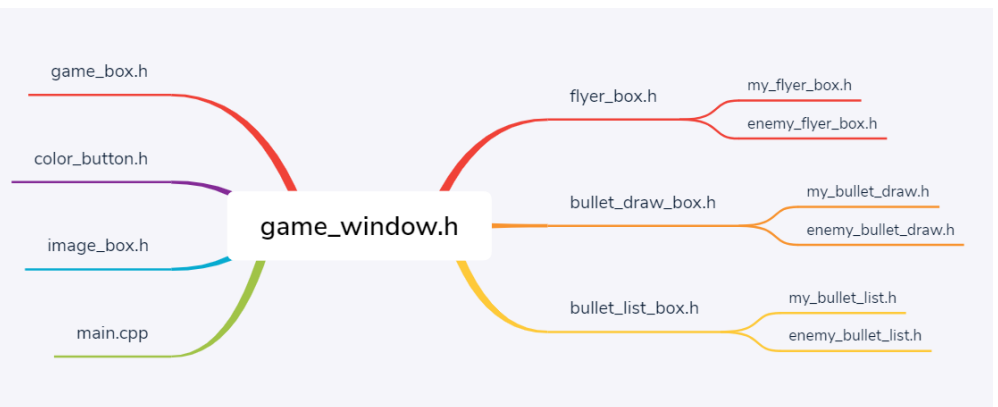 game_box.h
color_button.h
image_box.h
main.cpp
game_window.h
flyer_box.h
my_flyer_box.h
enemy_flyer_box.h
bullet_draw_box.h
my_bullet_draw.h
enemy_bullet_draw.h
bullet_list_box.h
my_bullet_list.h
enemy_bullet_list.h